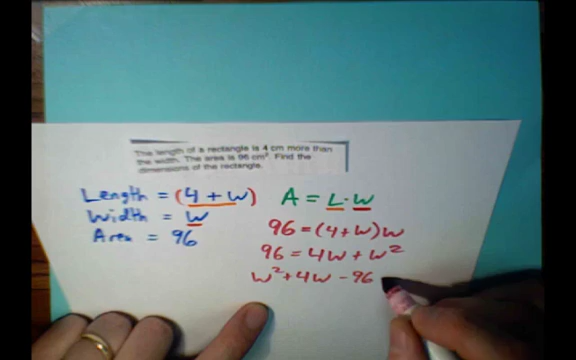 The length of a rectangle is 4 cm more than
the width. The area is 96 cm². Find the
dimensions of the rectangle.
Length = (4 + w)
Width = w
Area = 96
A = L·W
96 = (4+w)w
96 = 4w + w²
w² + 4w - 96